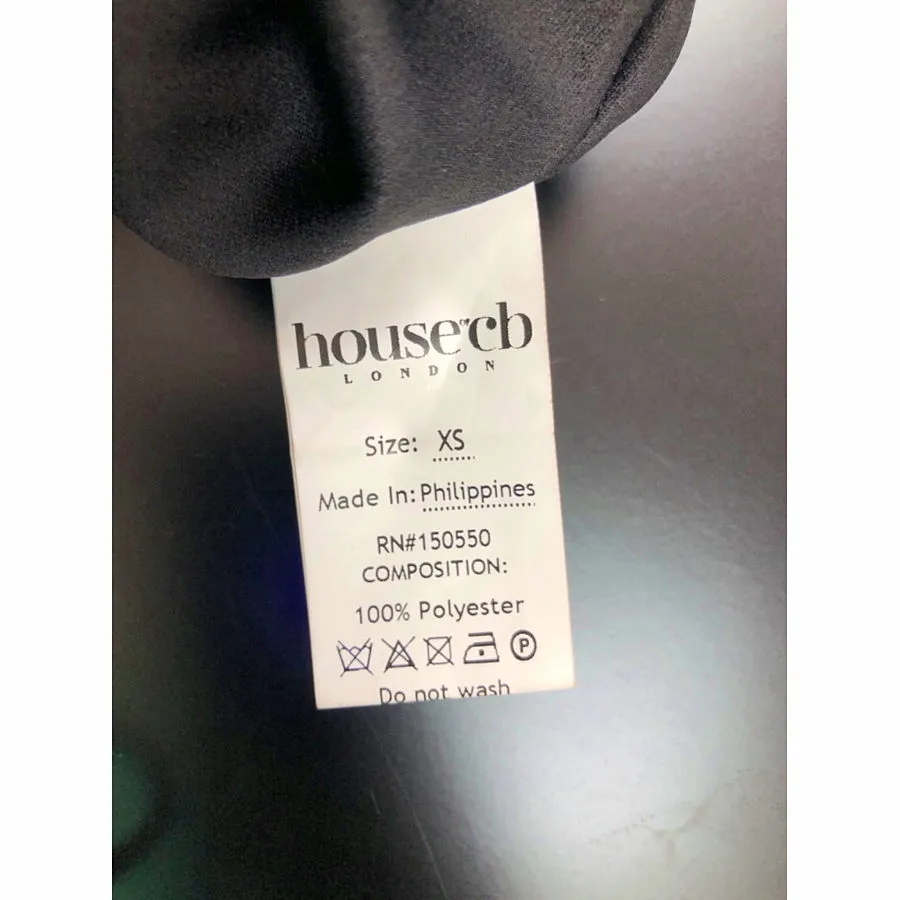 house of cb
LONDON
Size: XS
Made In: Philippines
RN#150550
COMPOSITION:
100% Polyester
P
Do not wash